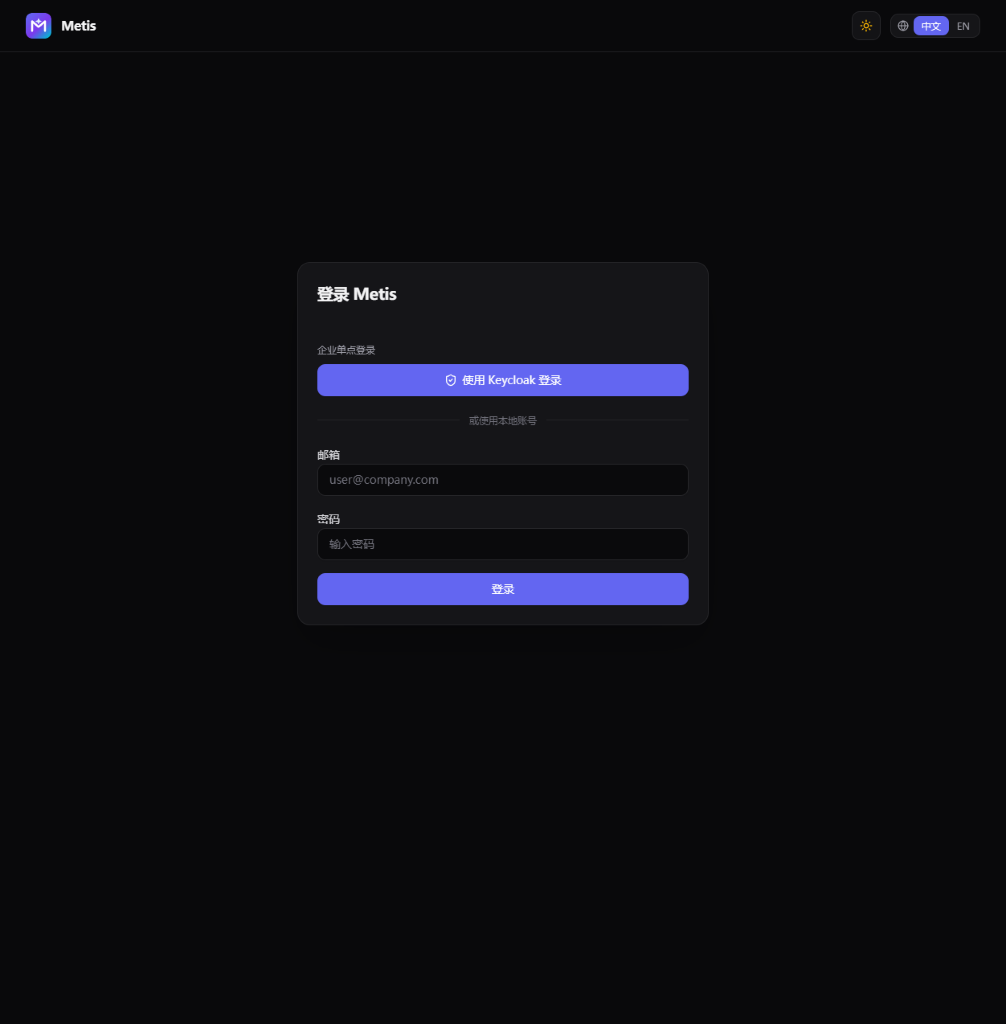 Metis
中文 EN
登录 Metis
企业单点登录
使用 Keycloak 登录
或使用本地账号
邮箱
user@company.com
密码
输入密码
登录